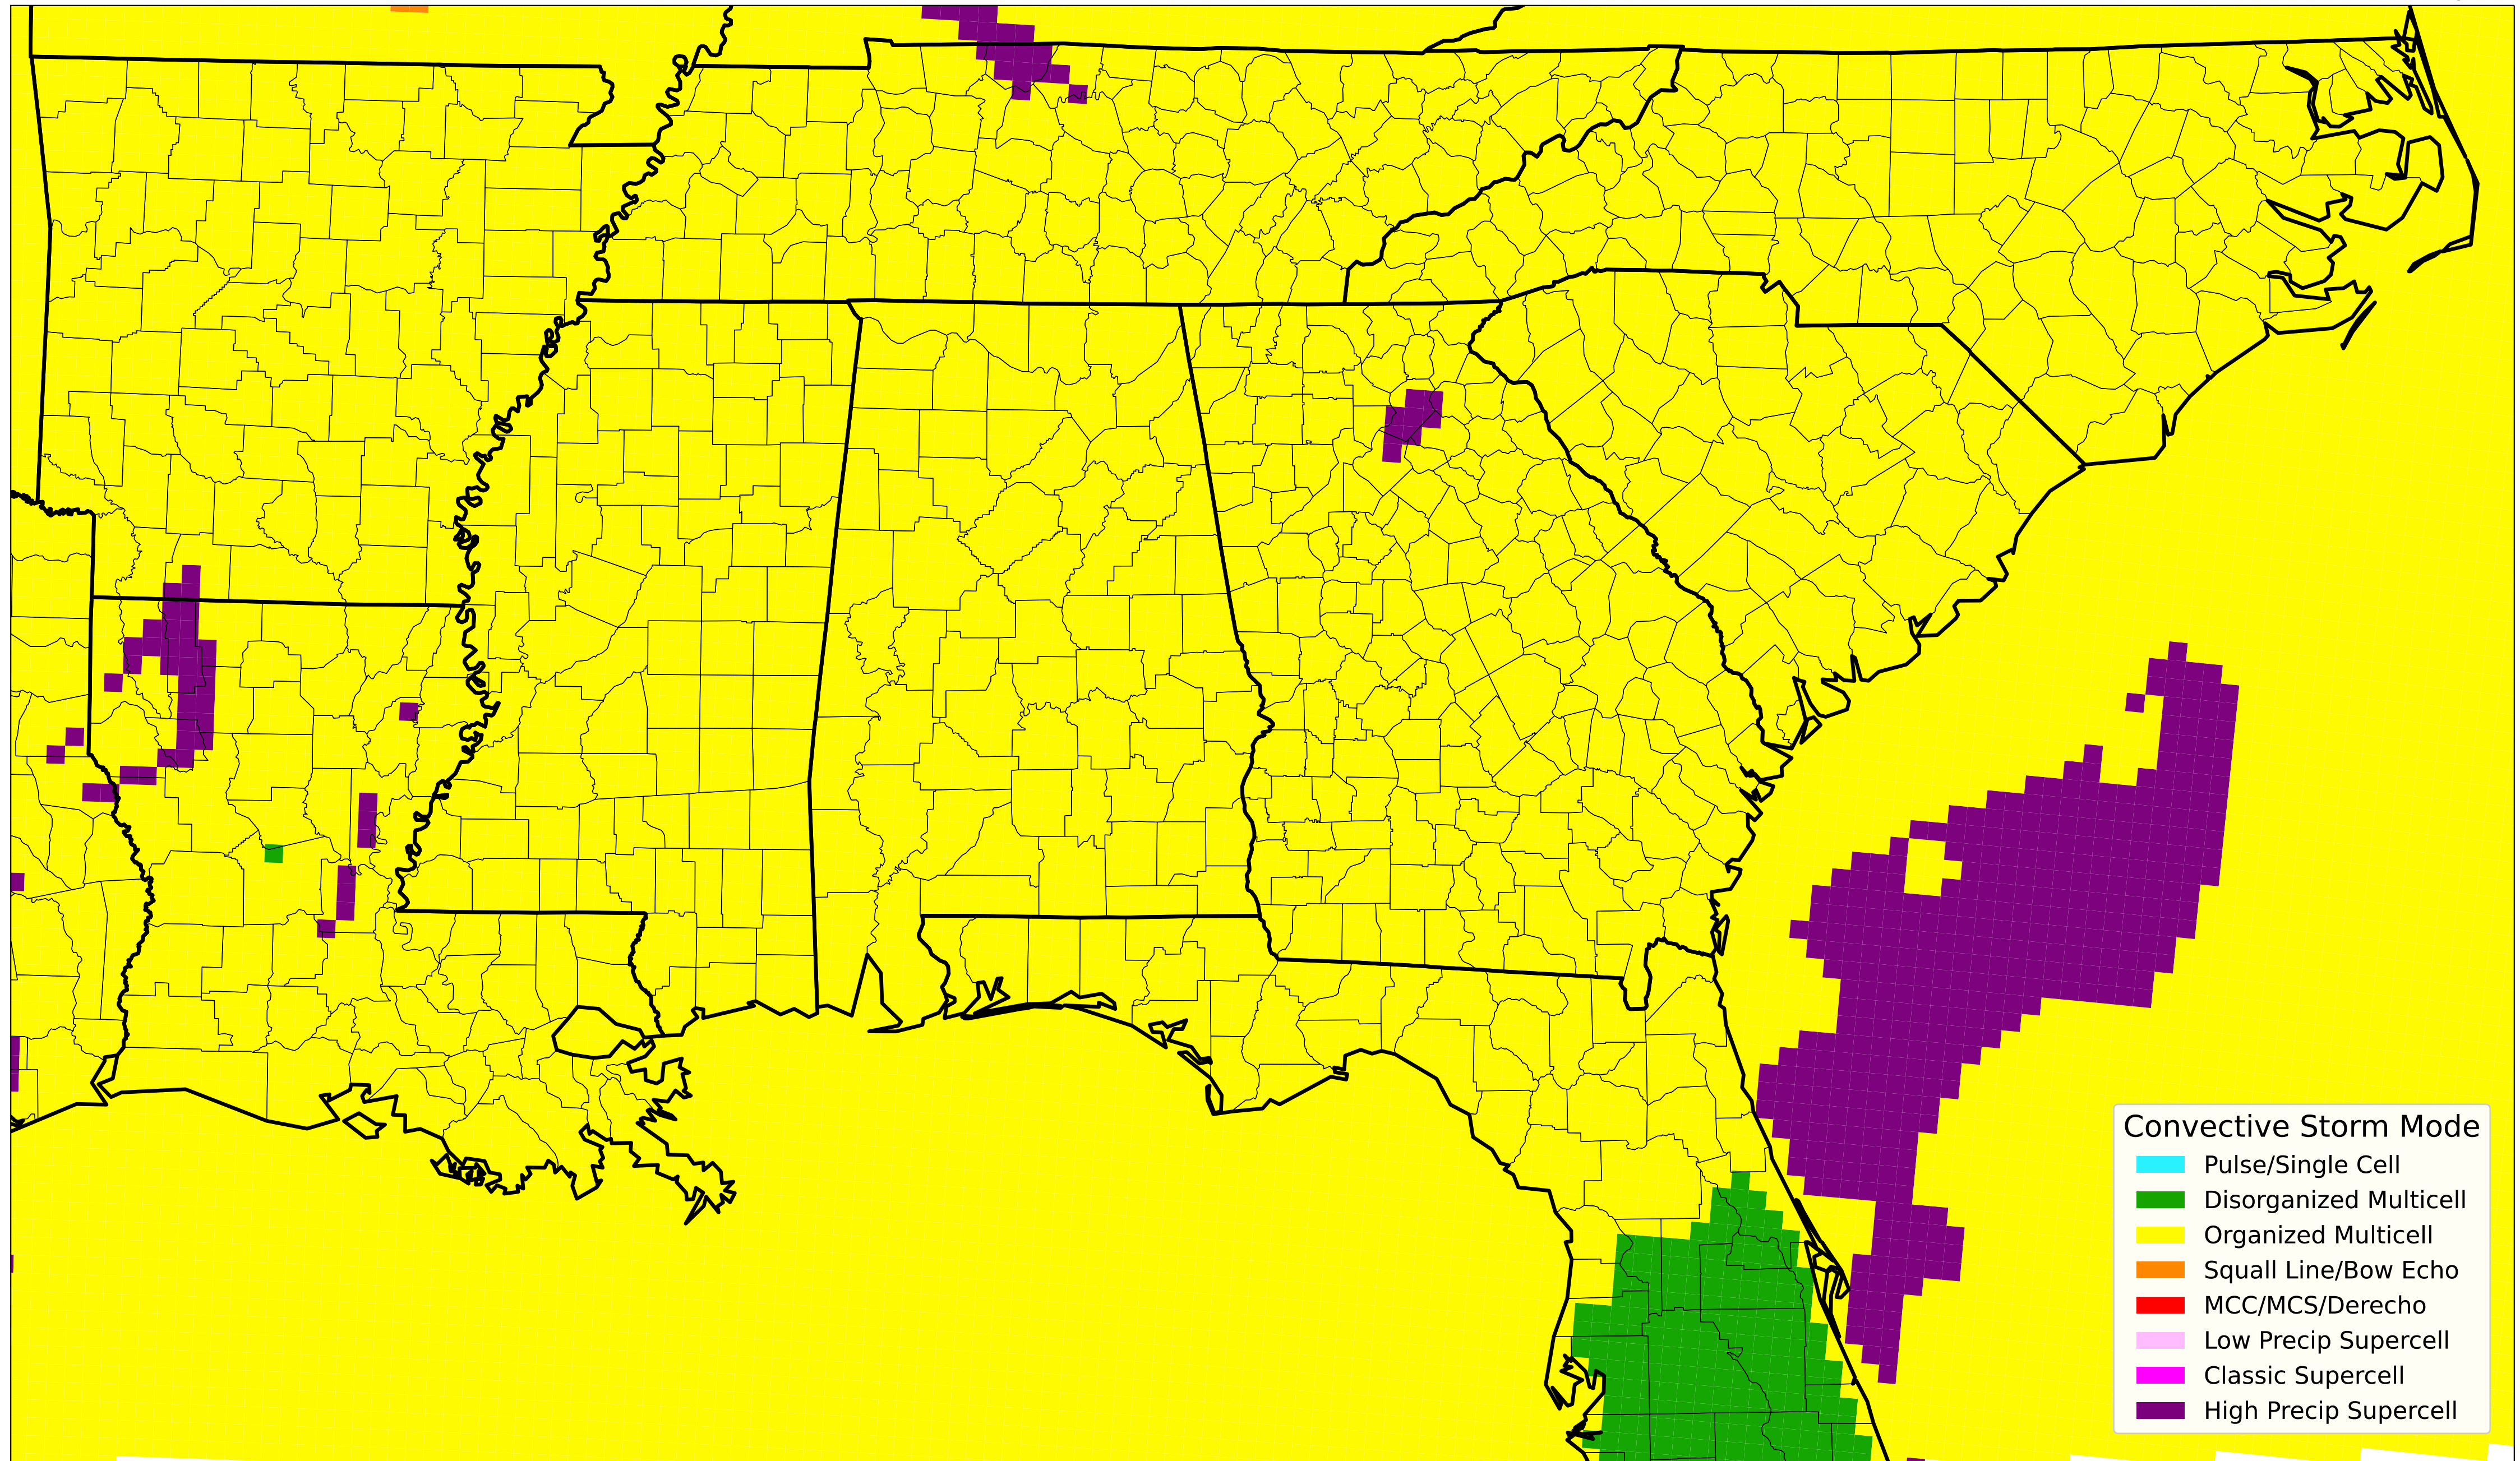 Convective Storm Mode
Pulse/Single Cell
Disorganized Multicell
Organized Multicell
Squall Line/Bow Echo
MCC/MCS/Derecho
Low Precip Supercell
Classic Supercell
High Precip Supercell